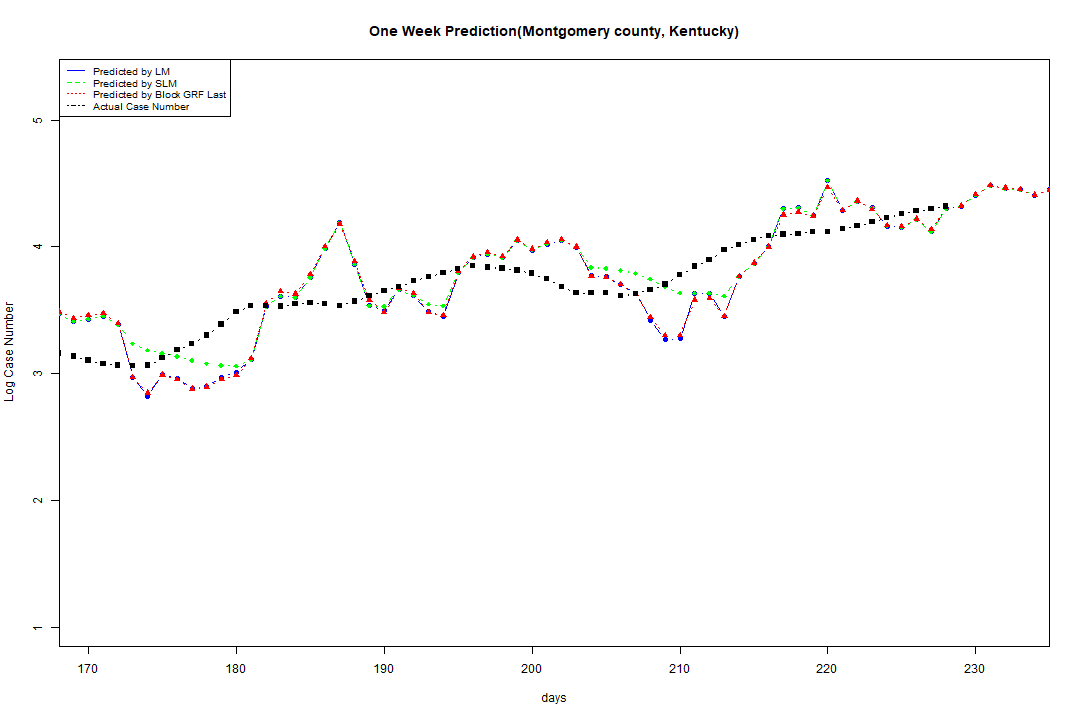 One Week Prediction(Montgomery county, Kentucky)
Predicted by LM
Predicted by SLM
Predicted by Block GRF Last
Actual Case Number
5
4
3
2
1
Log Case Number
170 180 190 200 210 220 230
days